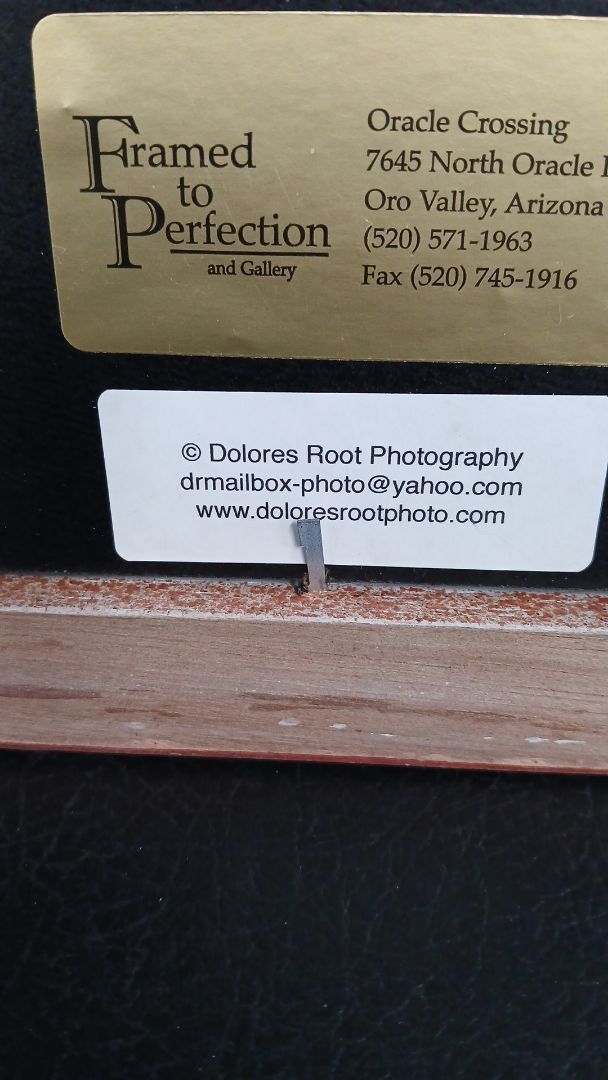 Framed
to
Perfection
and Gallery
Oracle Crossing
7645 North Oracle
Oro Valley, Arizona
(520) 571-1963
Fax (520) 745-1916
© Dolores Root Photography
drmailbox-photo@yahoo.com
www.doloresrootphoto.com